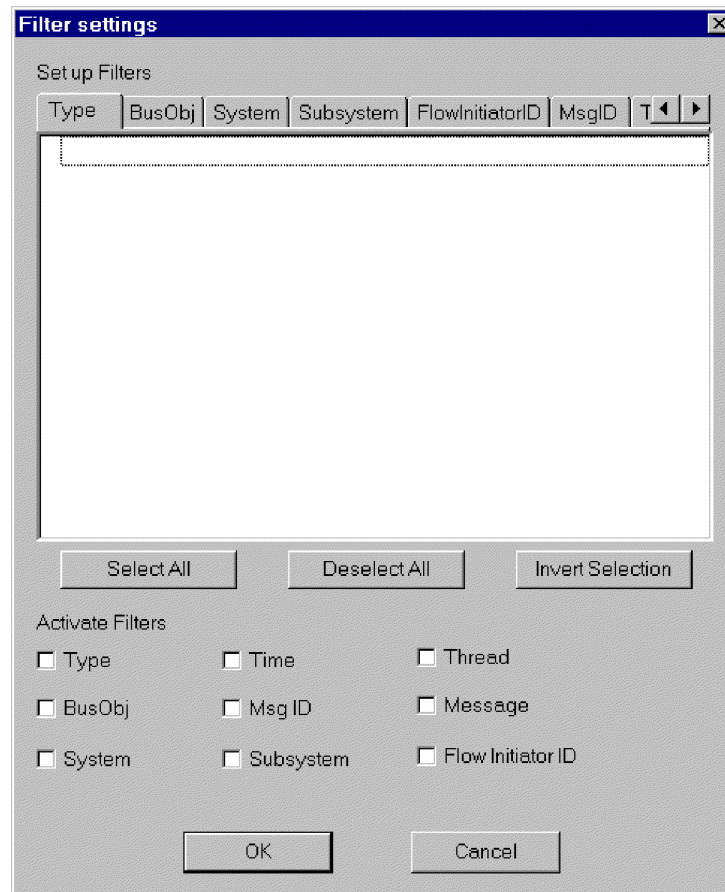 Filter settings
Set up Filters
Type BusObj System Subsystem FlowInitiatorID MsgID T
Select All Deselect All Invert Selection
Activate Filters
Type Time Thread
BusObj Msg ID Message
System Subsystem Flow Initiator ID
OK Cancel